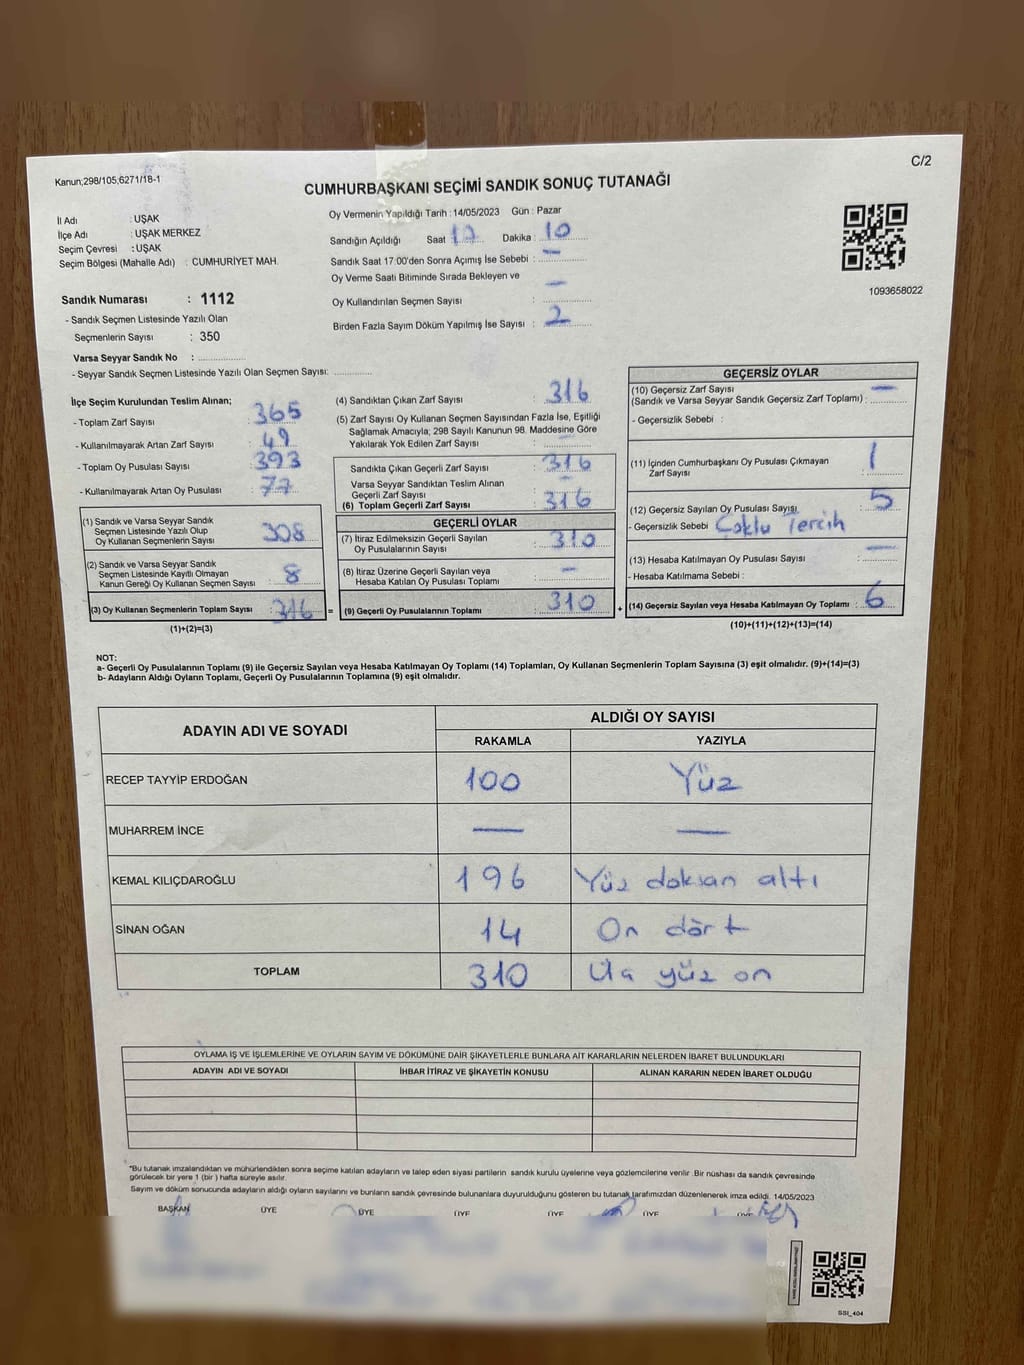 C/2
Kanun;298/105,6271/18-1
CUMHURBAŞKANI SEÇİMİ SANDIK SONUÇ TUTANAĞI
İl Adı : UŞAK
İlçe Adı : UŞAK MERKEZ
Seçim Çevresi : UŞAK
Seçim Bölgesi (Mahalle Adı) : CUMHURİYET MAH.
Sandık Numarası : 1112
- Sandık Seçmen Listesinde Yazılı Olan
Seçmenlerin Sayısı : 350
Varsa Seyyar Sandık No : ..............
- Seyyar Sandık Seçmen Listesinde Yazılı Olan Seçmen Sayısı: ............
Oy Vermenin Yapıldığı Tarih : 14/05/2023 Gün : Pazar
Sandığın Açıldığı Saat : 17 Dakika : 10
Sandık Saat 17:00'den Sonra Açımış İse Sebebi : —
Oy Verme Saati Bitiminde Sırada Bekleyen ve
Oy Kullandırılan Seçmen Sayısı : —
Birden Fazla Sayım Döküm Yapılmış İse Sayısı : 2
1093658022
İlçe Seçim Kurulundan Teslim Alınan;
- Toplam Zarf Sayısı : 365
- Kullanılmayarak Artan Zarf Sayısı : 49
- Toplam Oy Pusulası Sayısı : 393
- Kullanılmayarak Artan Oy Pusulası : 77
(1) Sandık ve Varsa Seyyar Sandık
Seçmen Listesinde Yazılı Olup
Oy Kullanan Seçmenlerin Sayısı : 308
(2) Sandık ve Varsa Seyyar Sandık
Seçmen Listesinde Kayıtlı Olmayan
Kanun Gereği Oy Kullanan Seçmen Sayısı : 8
(3) Oy Kullanan Seçmenlerin Toplam Sayısı : 316 =
(1)+(2)=(3)
(4) Sandıktan Çıkan Zarf Sayısı : 316
(5) Zarf Sayısı Oy Kullanan Seçmen Sayısından Fazla İse, Eşitliği
Sağlamak Amacıyla; 298 Sayılı Kanunun 98. Maddesine Göre
Yakılarak Yok Edilen Zarf Sayısı : —
Sandıkta Çıkan Geçerli Zarf Sayısı : 316
Varsa Seyyar Sandıktan Teslim Alınan
Geçerli Zarf Sayısı : —
(6) Toplam Geçerli Zarf Sayısı : 316
GEÇERLİ OYLAR
(7) İtiraz Edilmeksizin Geçerli Sayılan
Oy Pusulalarının Sayısı : 310
(8) İtiraz Üzerine Geçerli Sayılan veya
Hesaba Katılan Oy Pusulası Toplamı : —
(9) Geçerli Oy Pusulalarının Toplamı : 310 +
GEÇERSİZ OYLAR
(10) Geçersiz Zarf Sayısı
(Sandık ve Varsa Seyyar Sandık Geçersiz Zarf Toplamı) : —
- Geçersizlik Sebebi :
(11) İçinden Cumhurbaşkanı Oy Pusulası Çıkmayan
Zarf Sayısı : 1
(12) Geçersiz Sayılan Oy Pusulası Sayısı : 5
- Geçersizlik Sebebi : Çoklu Tercih
(13) Hesaba Katılmayan Oy Pusulası Sayısı : —
- Hesaba Katılmama Sebebi :
(14) Geçersiz Sayılan veya Hesaba Katılmayan Oy Toplamı : 6
(10)+(11)+(12)+(13)=(14)
NOT:
a- Geçerli Oy Pusulalarının Toplamı (9) ile Geçersiz Sayılan veya Hesaba Katılmayan Oy Toplamı (14) Toplamları, Oy Kullanan Seçmenlerin Toplam Sayısına (3) eşit olmalıdır. (9)+(14)=(3)
b- Adayların Aldığı Oyların Toplamı, Geçerli Oy Pusulalarının Toplamına (9) eşit olmalıdır.
ADAYIN ADI VE SOYADI ALDIĞI OY SAYISI
RAKAMLA YAZIYLA
RECEP TAYYİP ERDOĞAN 100 Yüz
MUHARREM İNCE — —
KEMAL KILIÇDAROĞLU 196 Yüz doksan altı
SİNAN OĞAN 14 On dört
TOPLAM 310 Üç yüz on
OYLAMA İŞ VE İŞLEMLERİNE VE OYLARIN SAYIM VE DÖKÜMÜNE DAİR ŞİKAYETLERLE BUNLARA AİT KARARLARIN NELERDEN İBARET BULUNDUKLARI
ADAYIN ADI VE SOYADI İHBAR İTİRAZ VE ŞİKAYETİN KONUSU ALINAN KARARIN NEDEN İBARET OLDUĞU
"Bu tutanak imzalandıktan ve mühürlendikten sonra seçime katılan adayların ve talep eden siyasi partilerin sandık kurulu üyelerine veya gözlemcilerine verilir .Bir nüshası da sandık çevresinde
görülecek bir yere 1 (bir ) hafta süreyle asılır.
Sayım ve döküm sonucunda adayların aldığı oyların sayılarını ve bunların sandık çevresinde bulunanlara duyurulduğunu gösteren bu tutanak tarafımızdan düzenlenerek imza edildi. 14/05/2023
BAŞKAN ÜYE ÜYE ÜYE ÜYE ÜYE ÜYE
SSİ_404